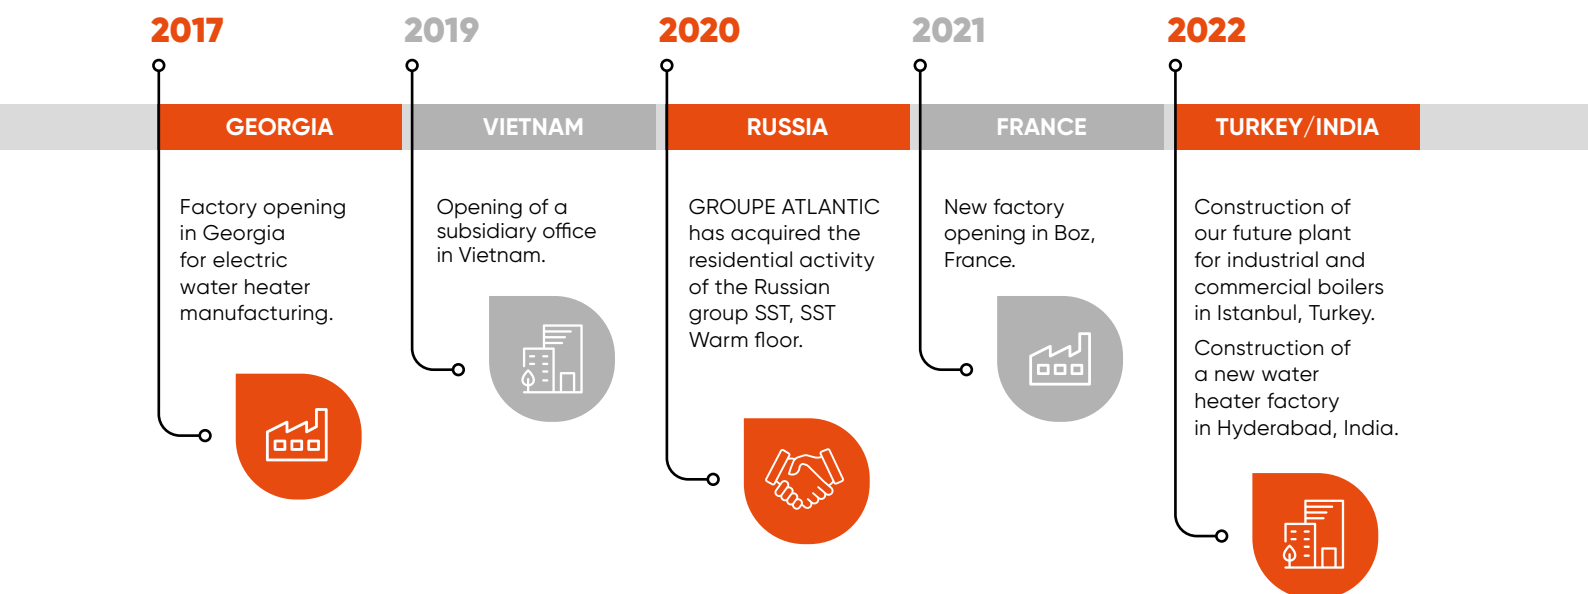 2017
GEORGIA
Factory opening
in Georgia
for electric
water heater
manufacturing.
2019
VIETNAM
Opening of a
subsidiary office
in Vietnam.
2020
RUSSIA
GROUPE ATLANTIC
has acquired the
residential activity
of the Russian
group SST, SST
Warm floor.
2021
FRANCE
New factory
opening in Boz,
France.
2022
TURKEY/INDIA
Construction of
our future plant
for industrial and
commercial boilers
in Istanbul, Turkey.
Construction of
a new water
heater factory
in Hyderabad, India.